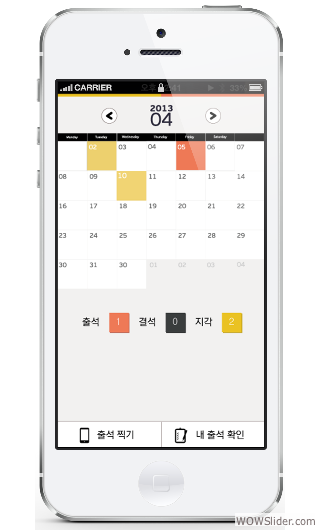 CARRIER
2013
04
Monday Tuesday Wednesday Thursday Friday Saturday
02 03 04 05 06 07
08 09 10 11 12 13 14
16 17 18 19 20 21 22
23 24 25 26 27 28 29
30 31 30 01 02 03 04
출석 1 결석 0 지각 2
출석 찍기 내 출석 확인
WOWSlider.com